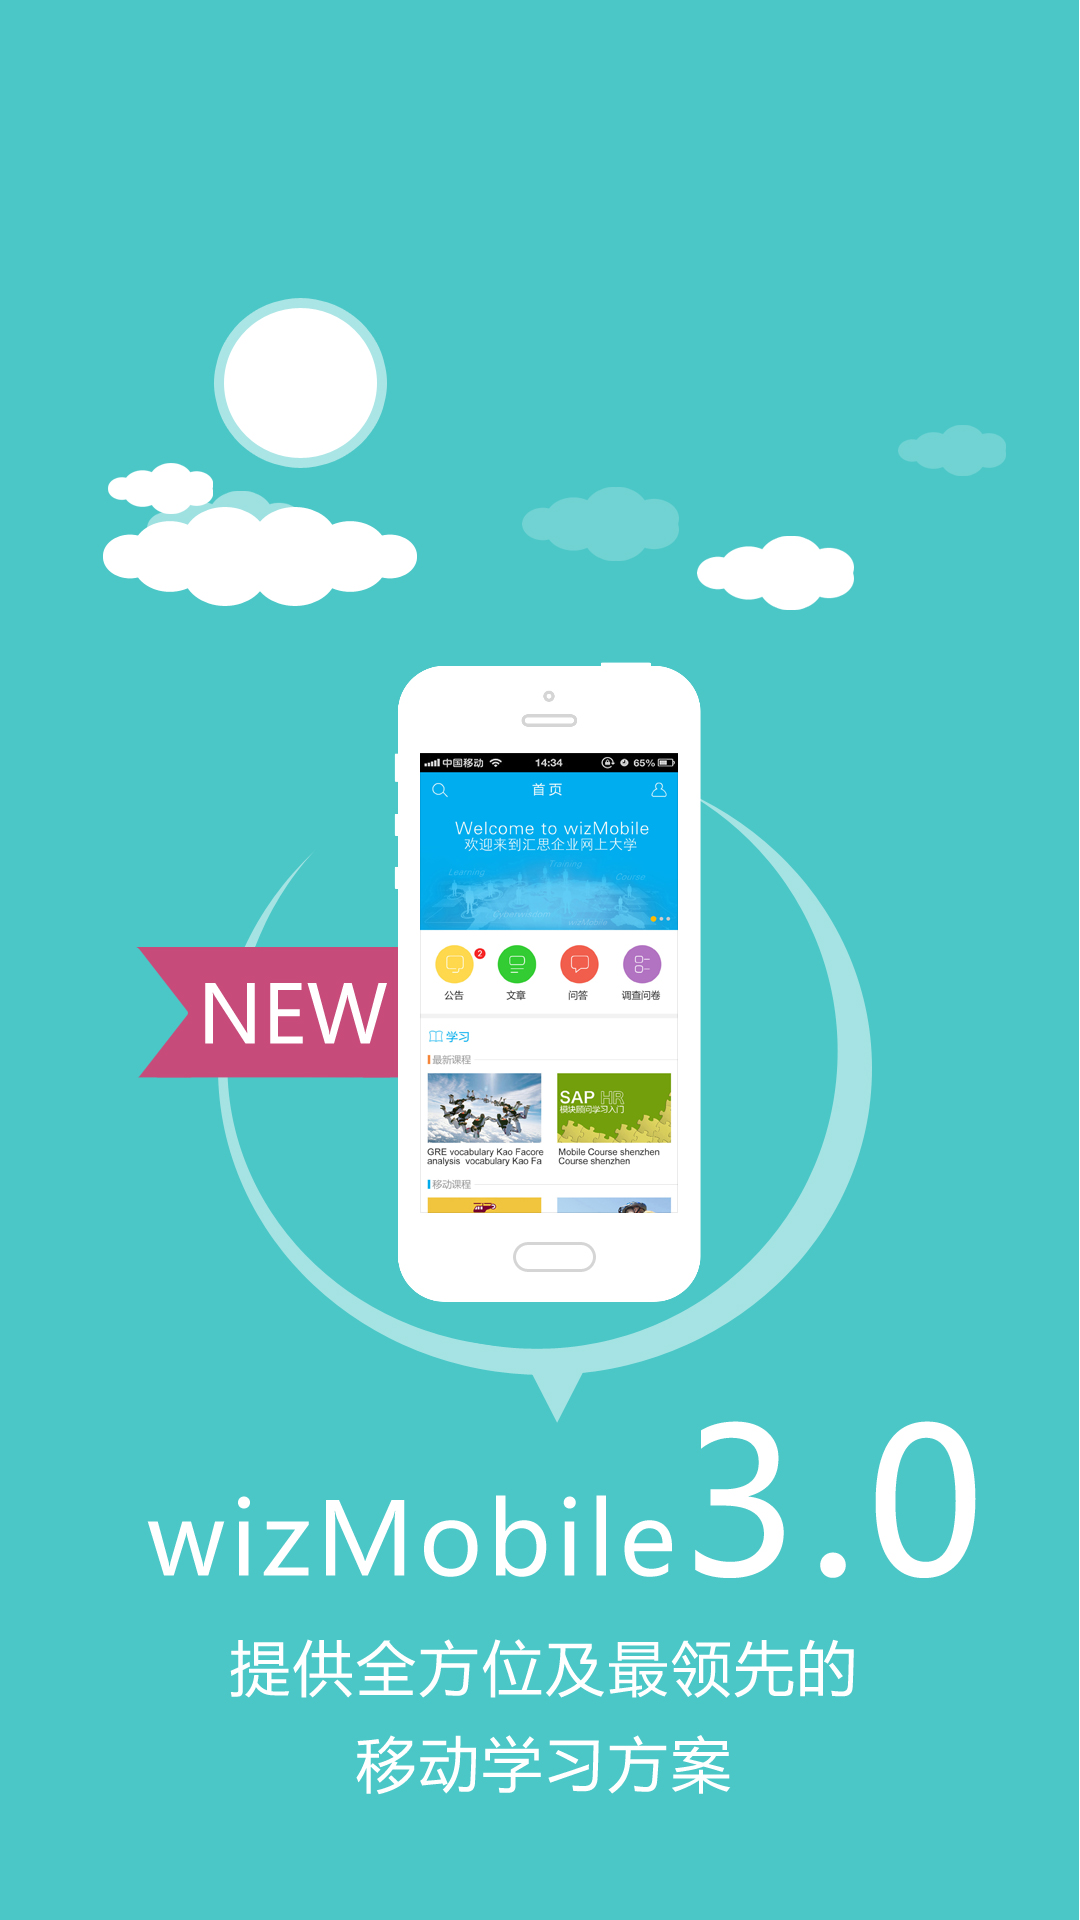 中国移动 14:34 65%
首页
Welcome to wizMobile
欢迎来到汇思企业网上大学
Training
Learning
Course
wizMobile
2
公告 文章 问答 调查问卷
学习
最新课程
SAP HR
模块顾问学习入门
GRE vocabulary Kao Facore
analysis vocabulary Kao Fa
Mobile Course shenzhen
Course shenzhen
移动课程
NEW
wizMobile 3.0
提供全方位及最领先的
移动学习方案